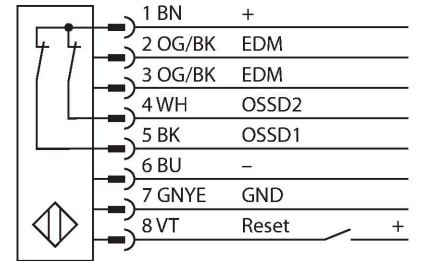 1 BN +
2 OG/BK EDM
3 OG/BK EDM
4 WH OSSD2
5 BK OSSD1
6 BU –
7 GNYE GND
8 VT Reset +